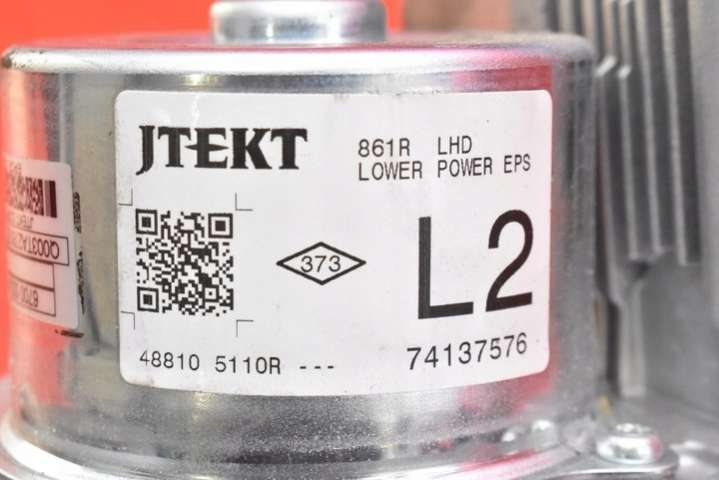 JTEKT
861R LHD
LOWER POWER EPS
373
L2
48810 5110R ---
74137576